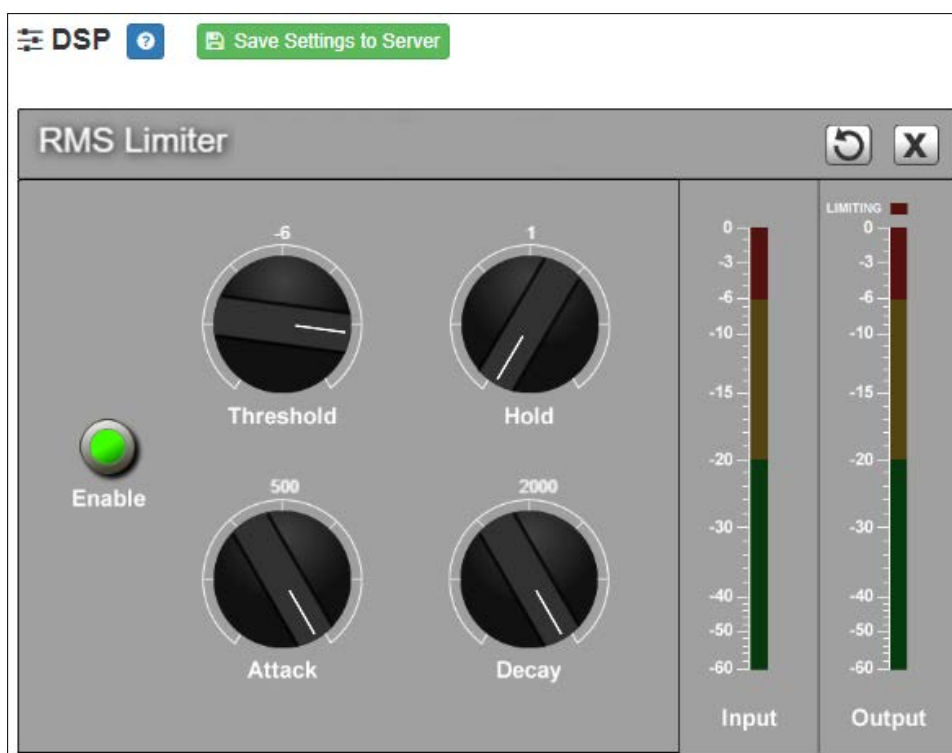 DSP ? Save Settings to Server
RMS Limiter X
LIMITING
-6 1
Threshold Hold
Enable
500 2000
Attack Decay
0 0
-3 -3
-6 -6
-10 -10
-15 -15
-20 -20
-30 -30
-40 -40
-50 -50
-60 -60
Input Output